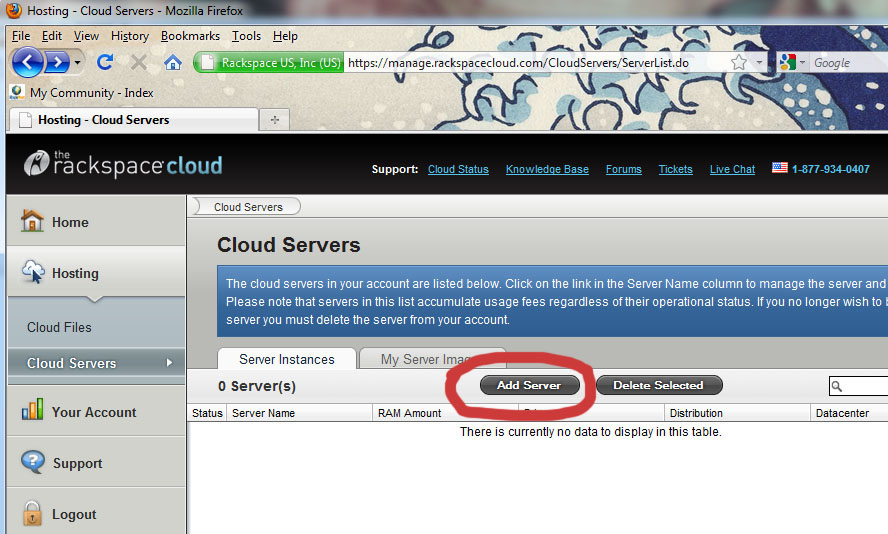 Hosting - Cloud Servers - Mozilla Firefox
File Edit View History Bookmarks Tools Help
Rackspace US, Inc (US) https://manage.rackspacecloud.com/CloudServers/ServerList.do Google
My Community - Index
Hosting - Cloud Servers
the rackspacecloud
Support: Cloud Status Knowledge Base Forums Tickets Live Chat 1-877-934-0407
Home
Hosting
Cloud Files
Cloud Servers
Your Account
Support
Logout
Cloud Servers
Cloud Servers
The cloud servers in your account are listed below. Click on the link in the Server Name column to manage the server and
Please note that servers in this list accumulate usage fees regardless of their operational status. If you no longer wish to
server you must delete the server from your account.
Server Instances My Server
0 Server(s) Add Server Delete Selected
Status Server Name RAM Amount Distribution Datacenter
There is currently no data to display in this table.